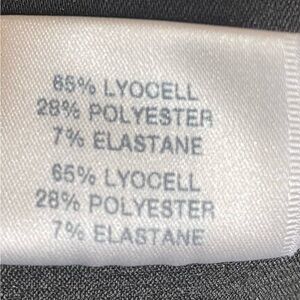 65% LYOCELL
28% POLYESTER
7% ELASTANE
65% LYOCELL
28% POLYESTER
7% ELASTANE